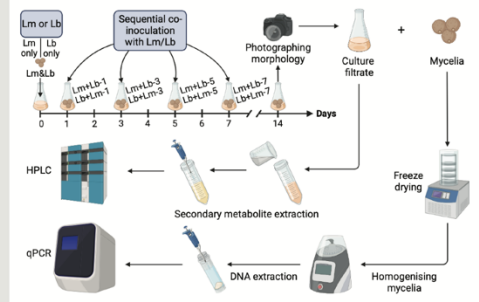 Lm or Lb
Lm only
Lb only
Lm&Lb
Sequential co-
inoculation
with Lm/Lb
Lm+Lb-1
Lb+Lm-1
Lm+Lb-3
Lb+Lm-3
Lm+Lb-5
Lb+Lm-5
Lm+Lb-7
Lb+Lm-7
0 1 2 3 4 5 6 7 14 Days
Photographing
morphology
Culture
filtrate
+
Mycelia
HPLC
Secondary metabolite extraction
Freeze
drying
qPCR
DNA extraction
Homogenising
mycelia